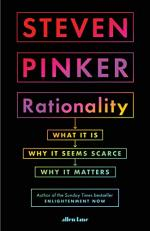 STEVEN
PINKER
Rationality
WHAT IT IS
WHY IT SEEMS SCARCE
WHY IT MATTERS
Author of the Sunday Times bestseller
ENLIGHTENMENT NOW
allen lane